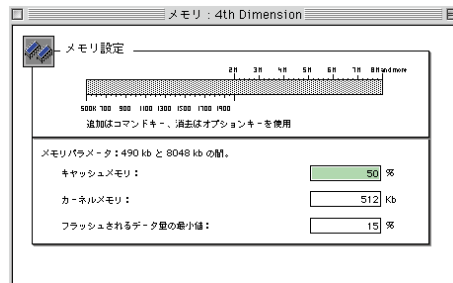 メモリ：4th Dimension
メモリ設定
2M 3M 4M 5M 6M 7M 8M and more
500K 700 900 1100 1300 1500 1700 1900
追加はコマンドキー、消去はオプションキーを使用
メモリパラメータ：490 kb と 8048 kb の間。
キャッシュメモリ： 50 %
カーネルメモリ： 512 Kb
フラッシュされるデータ量の最小値： 15 %